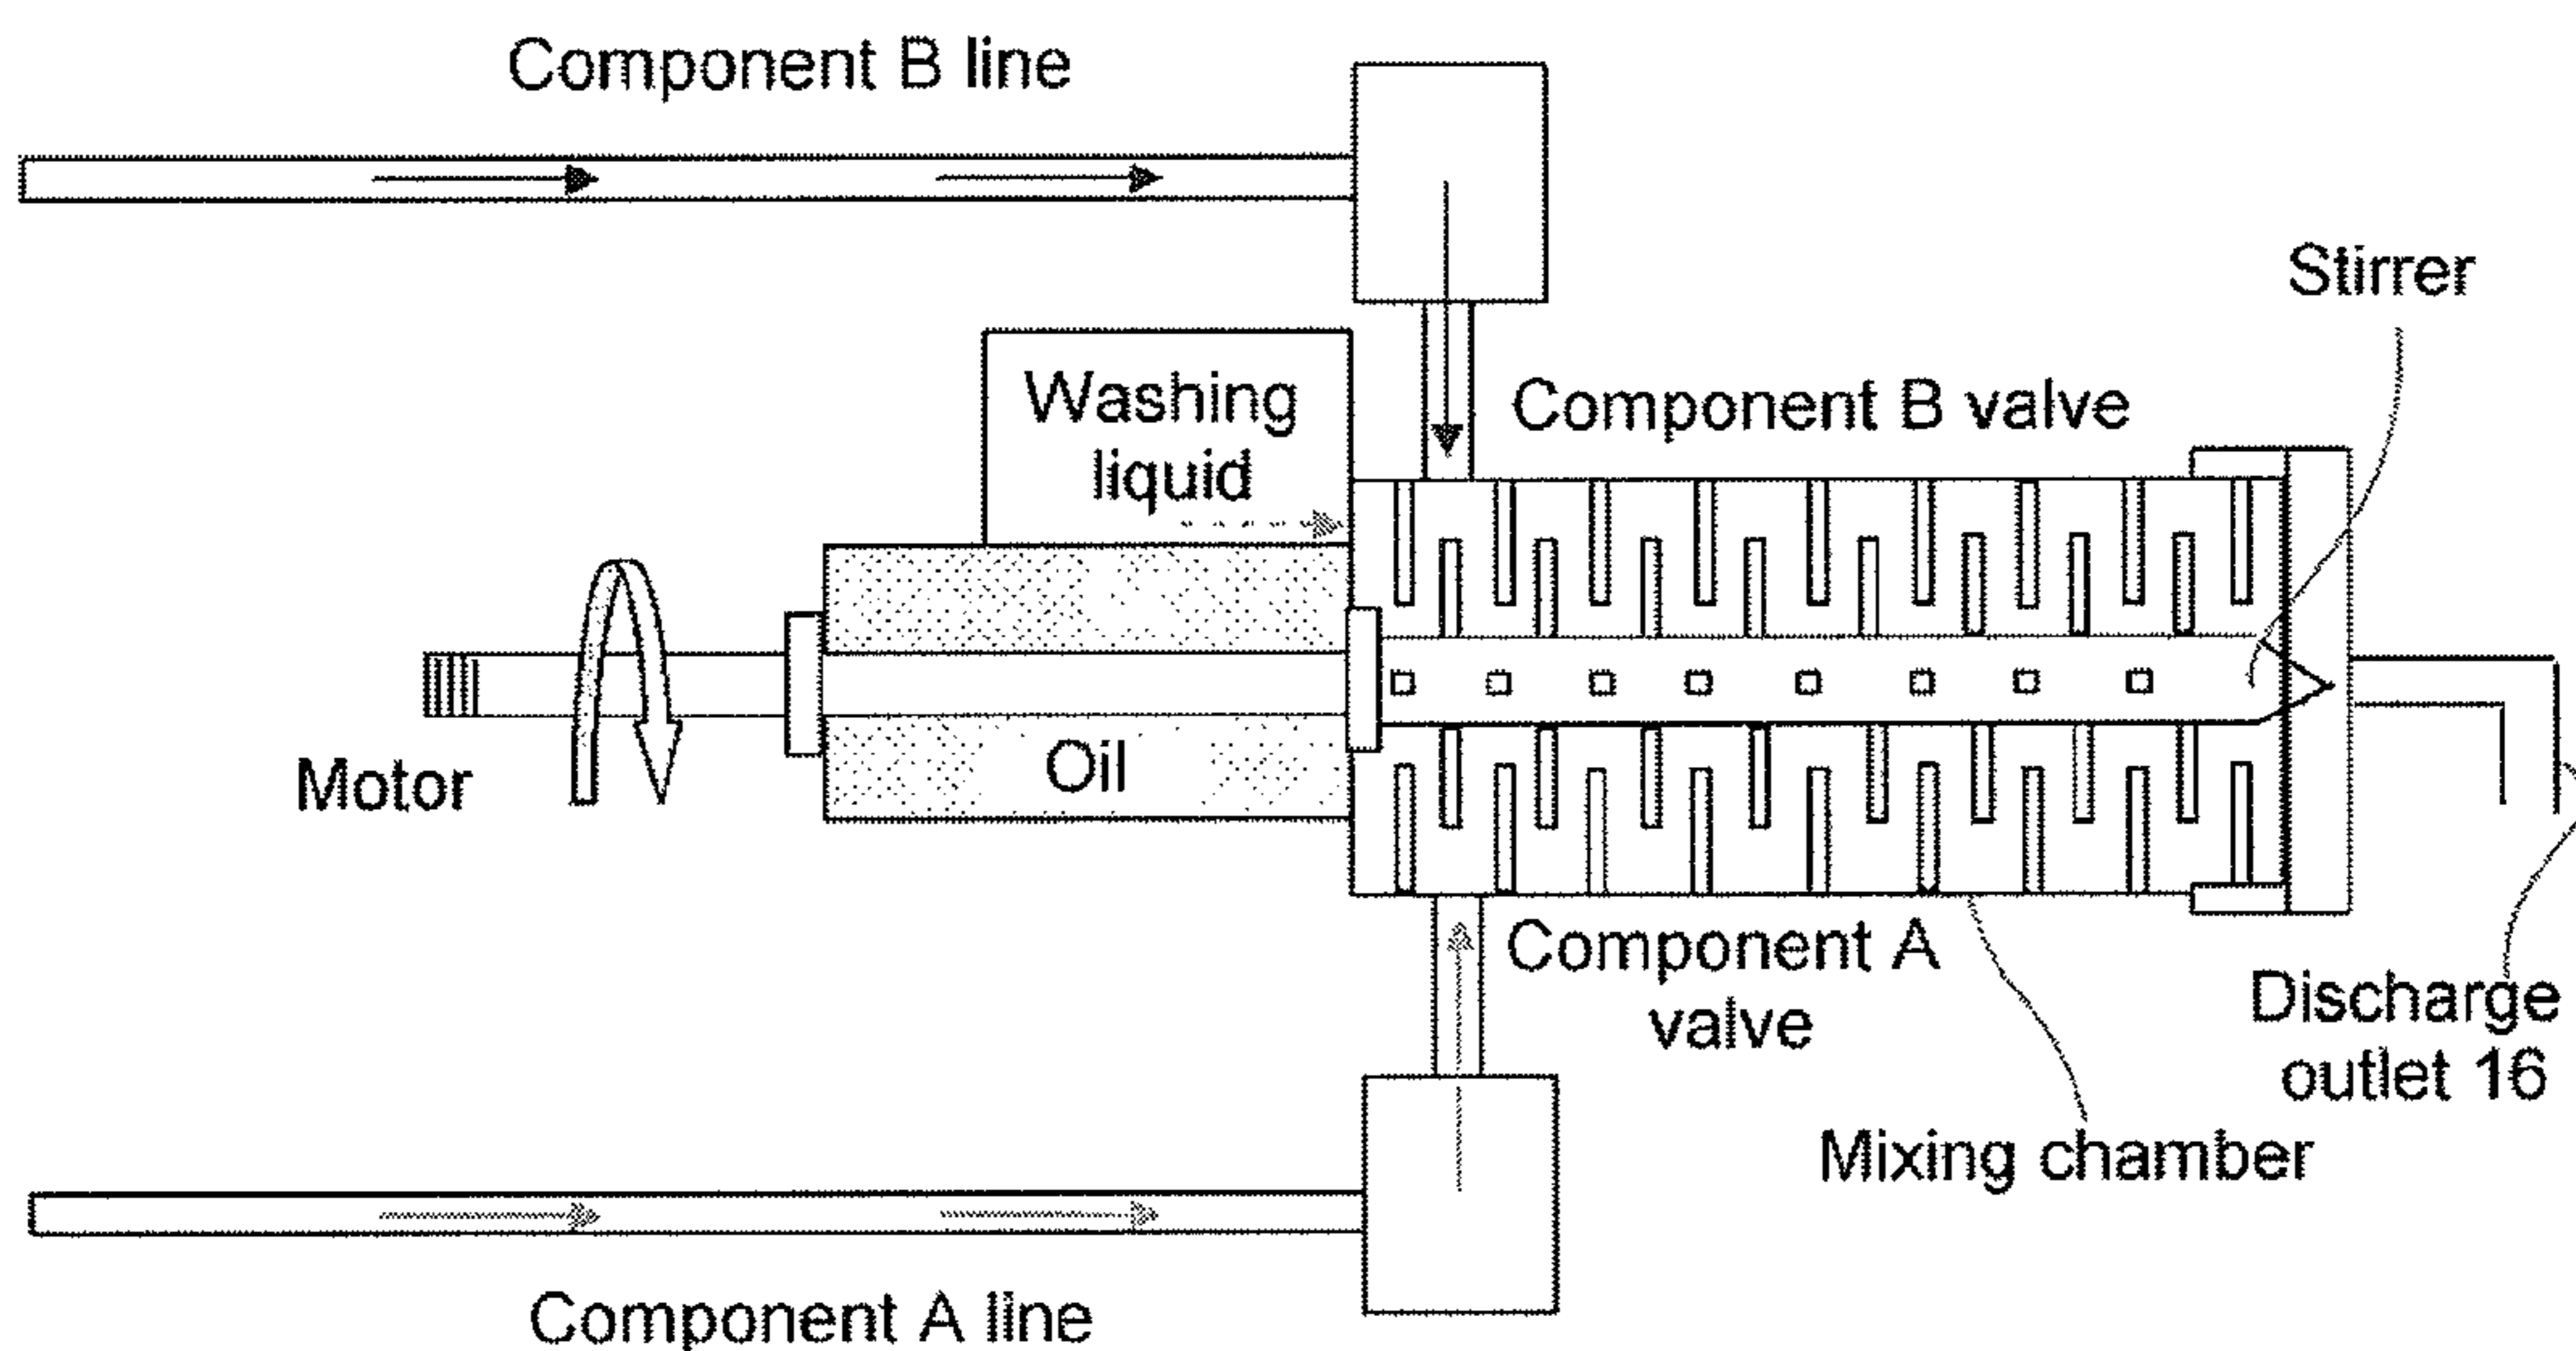 Component B line
Stirrer
Washing
liquid
Component B valve
Motor
Oil
Component A
valve
Discharge
outlet 16
Mixing chamber
Component A line